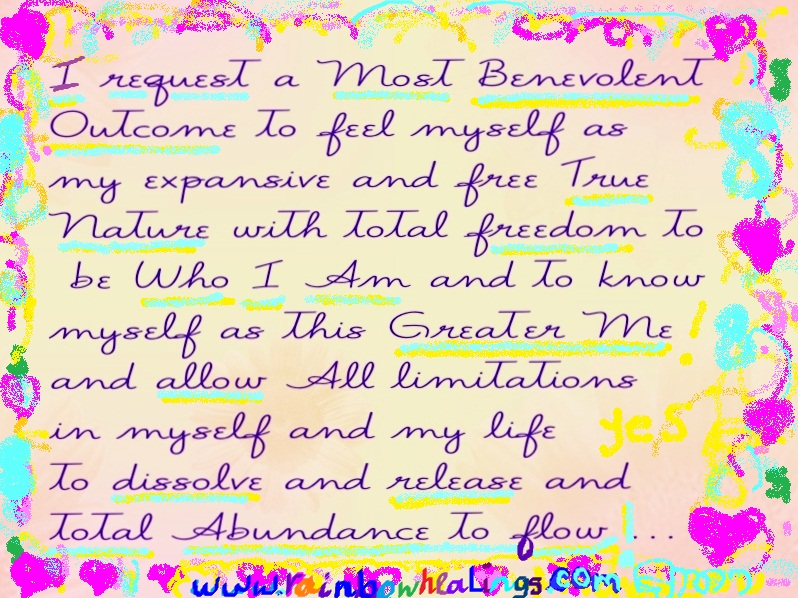 I request a Most Benevolent
Outcome to feel myself as
my expansive and free True
Nature with total freedom to
be Who I Am and to know
myself as this Greater Me !
and allow All limitations
in myself and my life
yes
to dissolve and release and
total Abundance to flow ! ...
www.rainbowhealings.com